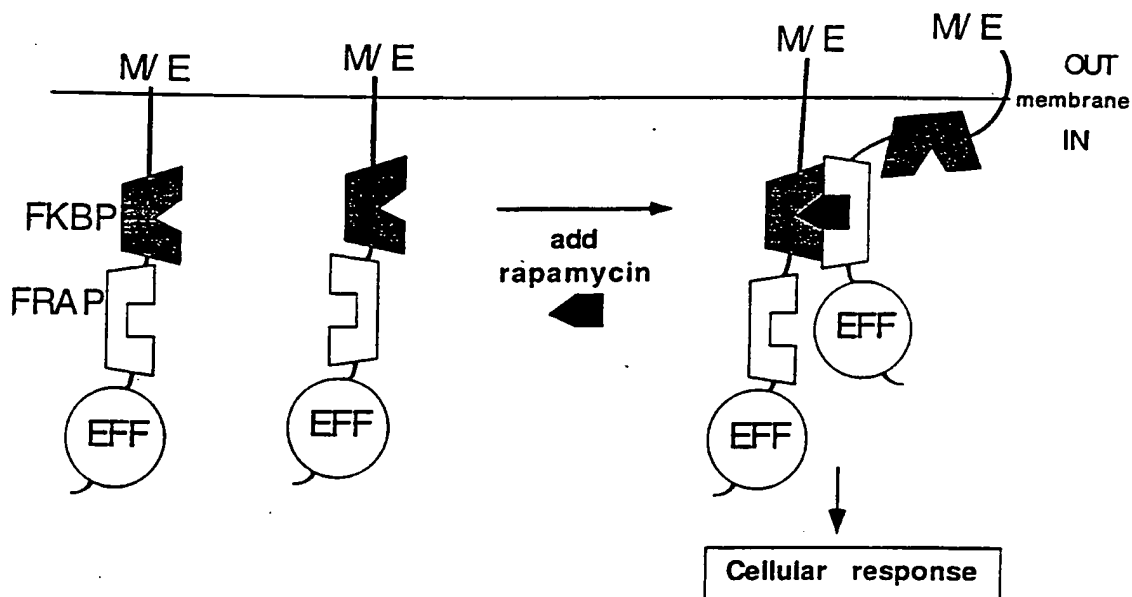 M/ E
M/ E
M/ E
M/ E
OUT
membrane
IN
FKBP
FRAP
EFF
EFF
add
rapamycin
EFF
EFF
Cellular response